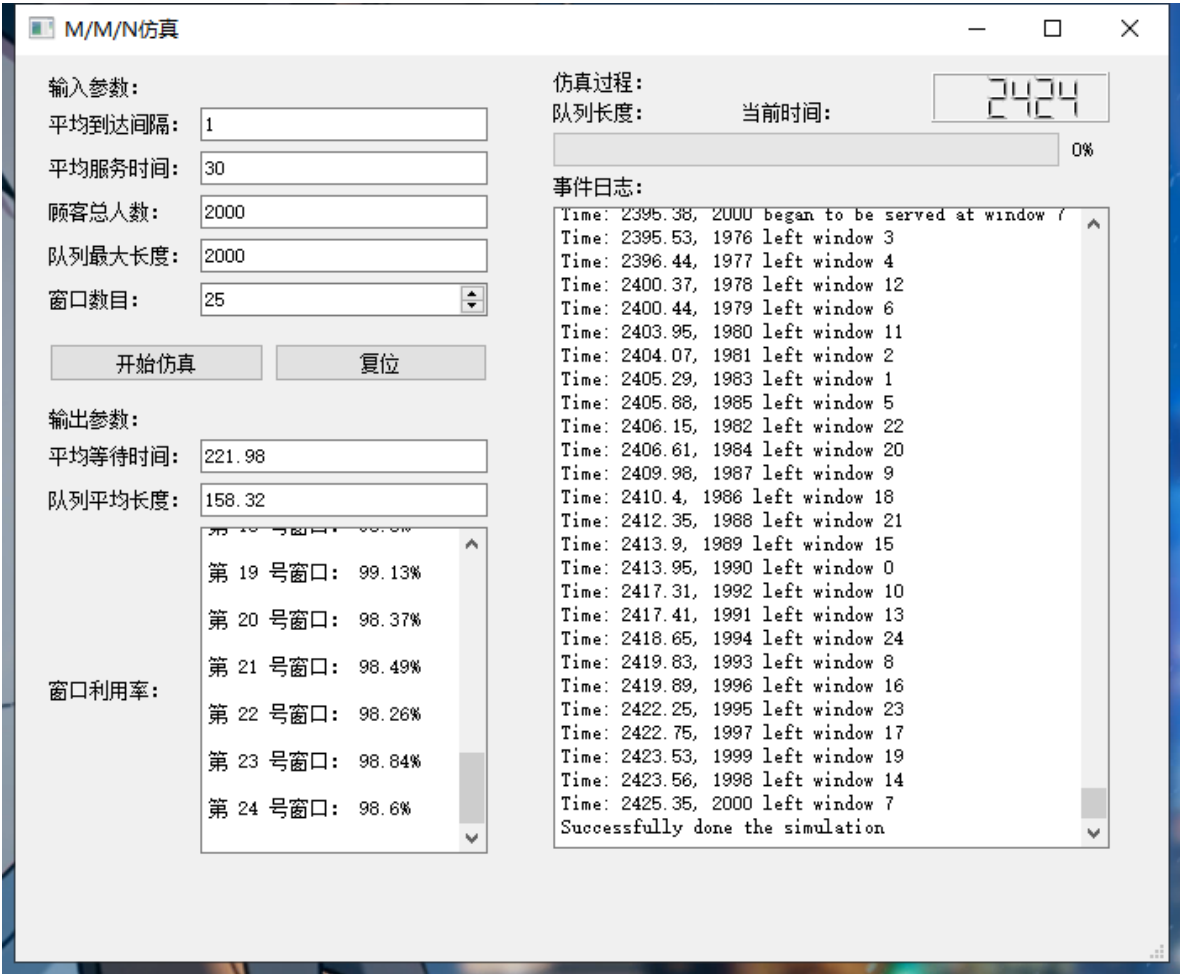 M/M/N仿真
输入参数:
平均到达间隔: 1
平均服务时间: 30
顾客总人数: 2000
队列最大长度: 2000
窗口数目: 25
开始仿真 复位
输出参数:
平均等待时间: 221.98
队列平均长度: 158.32
窗口利用率:
第 19 号窗口: 99.13%
第 20 号窗口: 98.37%
第 21 号窗口: 98.49%
第 22 号窗口: 98.26%
第 23 号窗口: 98.84%
第 24 号窗口: 98.6%
仿真过程:
队列长度: 当前时间: 2424
0%
事件日志:
Time: 2395.38, 2000 began to be served at window 7
Time: 2395.53, 1976 left window 3
Time: 2396.44, 1977 left window 4
Time: 2400.37, 1978 left window 12
Time: 2400.44, 1979 left window 6
Time: 2403.95, 1980 left window 11
Time: 2404.07, 1981 left window 2
Time: 2405.29, 1983 left window 1
Time: 2405.88, 1985 left window 5
Time: 2406.15, 1982 left window 22
Time: 2406.61, 1984 left window 20
Time: 2409.98, 1987 left window 9
Time: 2410.4, 1986 left window 18
Time: 2412.35, 1988 left window 21
Time: 2413.9, 1989 left window 15
Time: 2413.95, 1990 left window 0
Time: 2417.31, 1992 left window 10
Time: 2417.41, 1991 left window 13
Time: 2418.65, 1994 left window 24
Time: 2419.83, 1993 left window 8
Time: 2419.89, 1996 left window 16
Time: 2422.25, 1995 left window 23
Time: 2422.75, 1997 left window 17
Time: 2423.53, 1999 left window 19
Time: 2423.56, 1998 left window 14
Time: 2425.35, 2000 left window 7
Successfully done the simulation